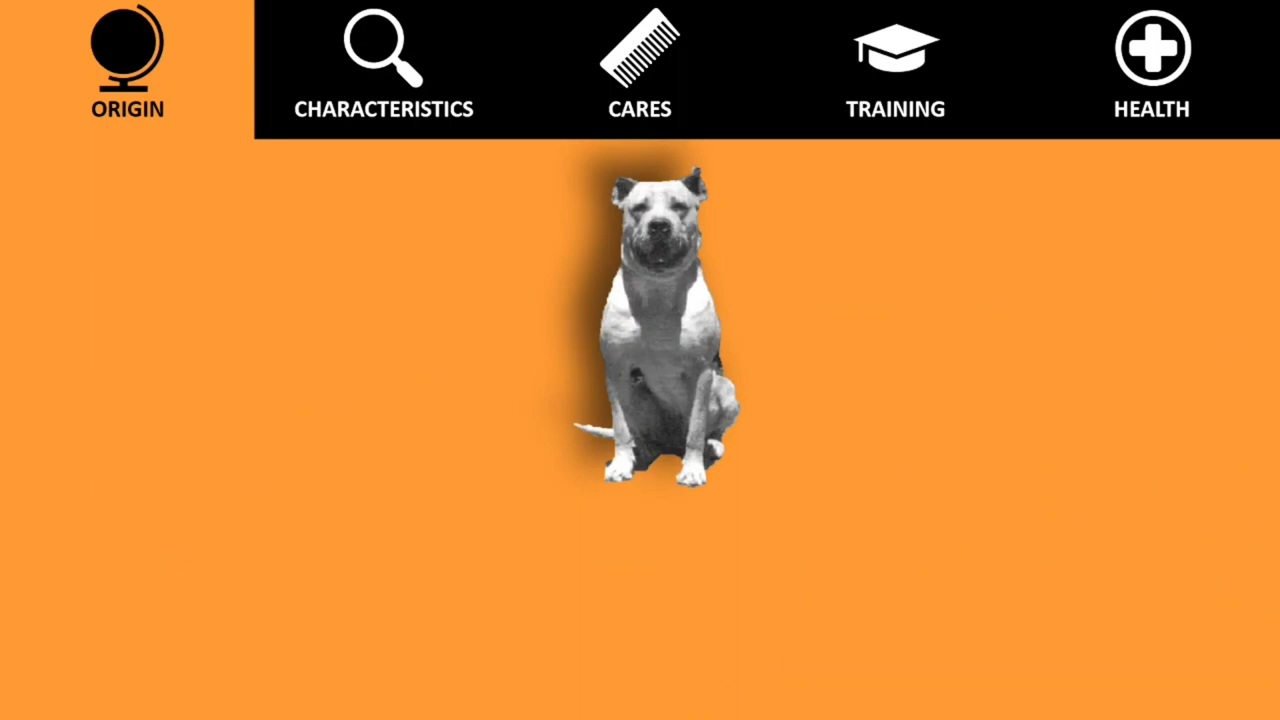 ORIGIN
CHARACTERISTICS
CARES
TRAINING
HEALTH